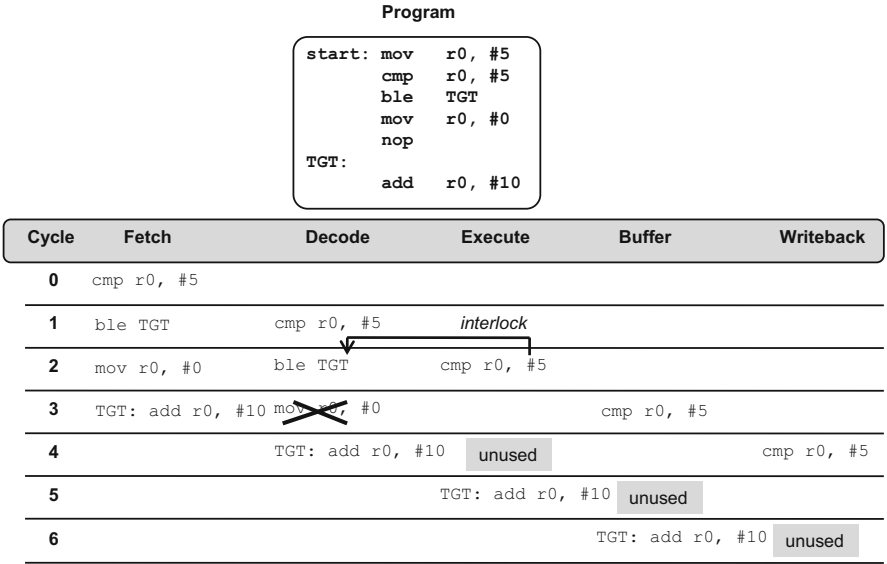 Program
start: mov r0, #5
cmp r0, #5
ble TGT
mov r0, #0
nop
TGT:
add r0, #10
Cycle Fetch Decode Execute Buffer Writeback
0 cmp r0, #5
1 ble TGT cmp r0, #5 interlock
2 mov r0, #0 ble TGT cmp r0, #5
3 TGT: add r0, #10 mov r0, #0 cmp r0, #5
4 TGT: add r0, #10 unused cmp r0, #5
5 TGT: add r0, #10 unused
6 TGT: add r0, #10 unused